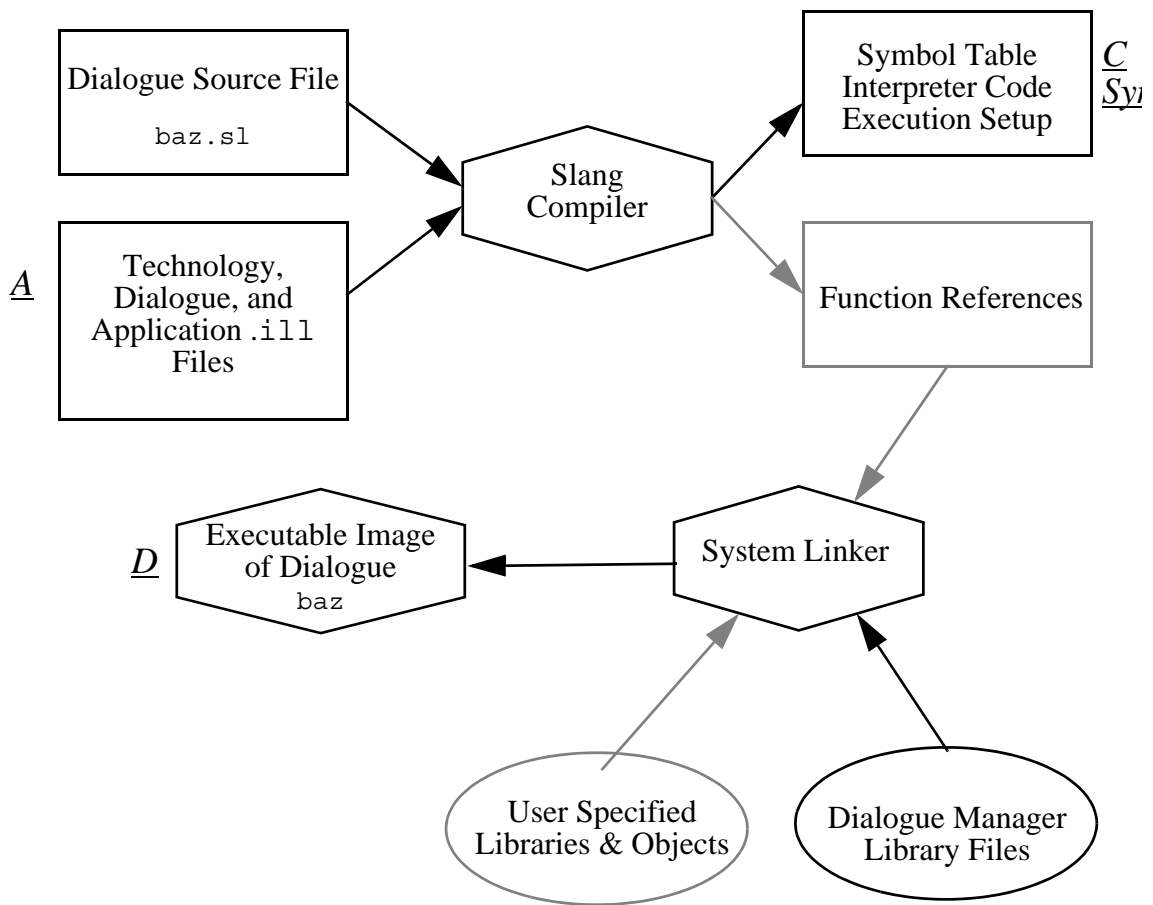 Dialogue Source File
baz.sl
Symbol Table
Interpreter Code
Execution Setup
C
Slang
Compiler
A
Technology,
Dialogue, and
Application .ill
Files
Function References
D
Executable Image
of Dialogue
baz
System Linker
User Specified
Libraries & Objects
Dialogue Manager
Library Files